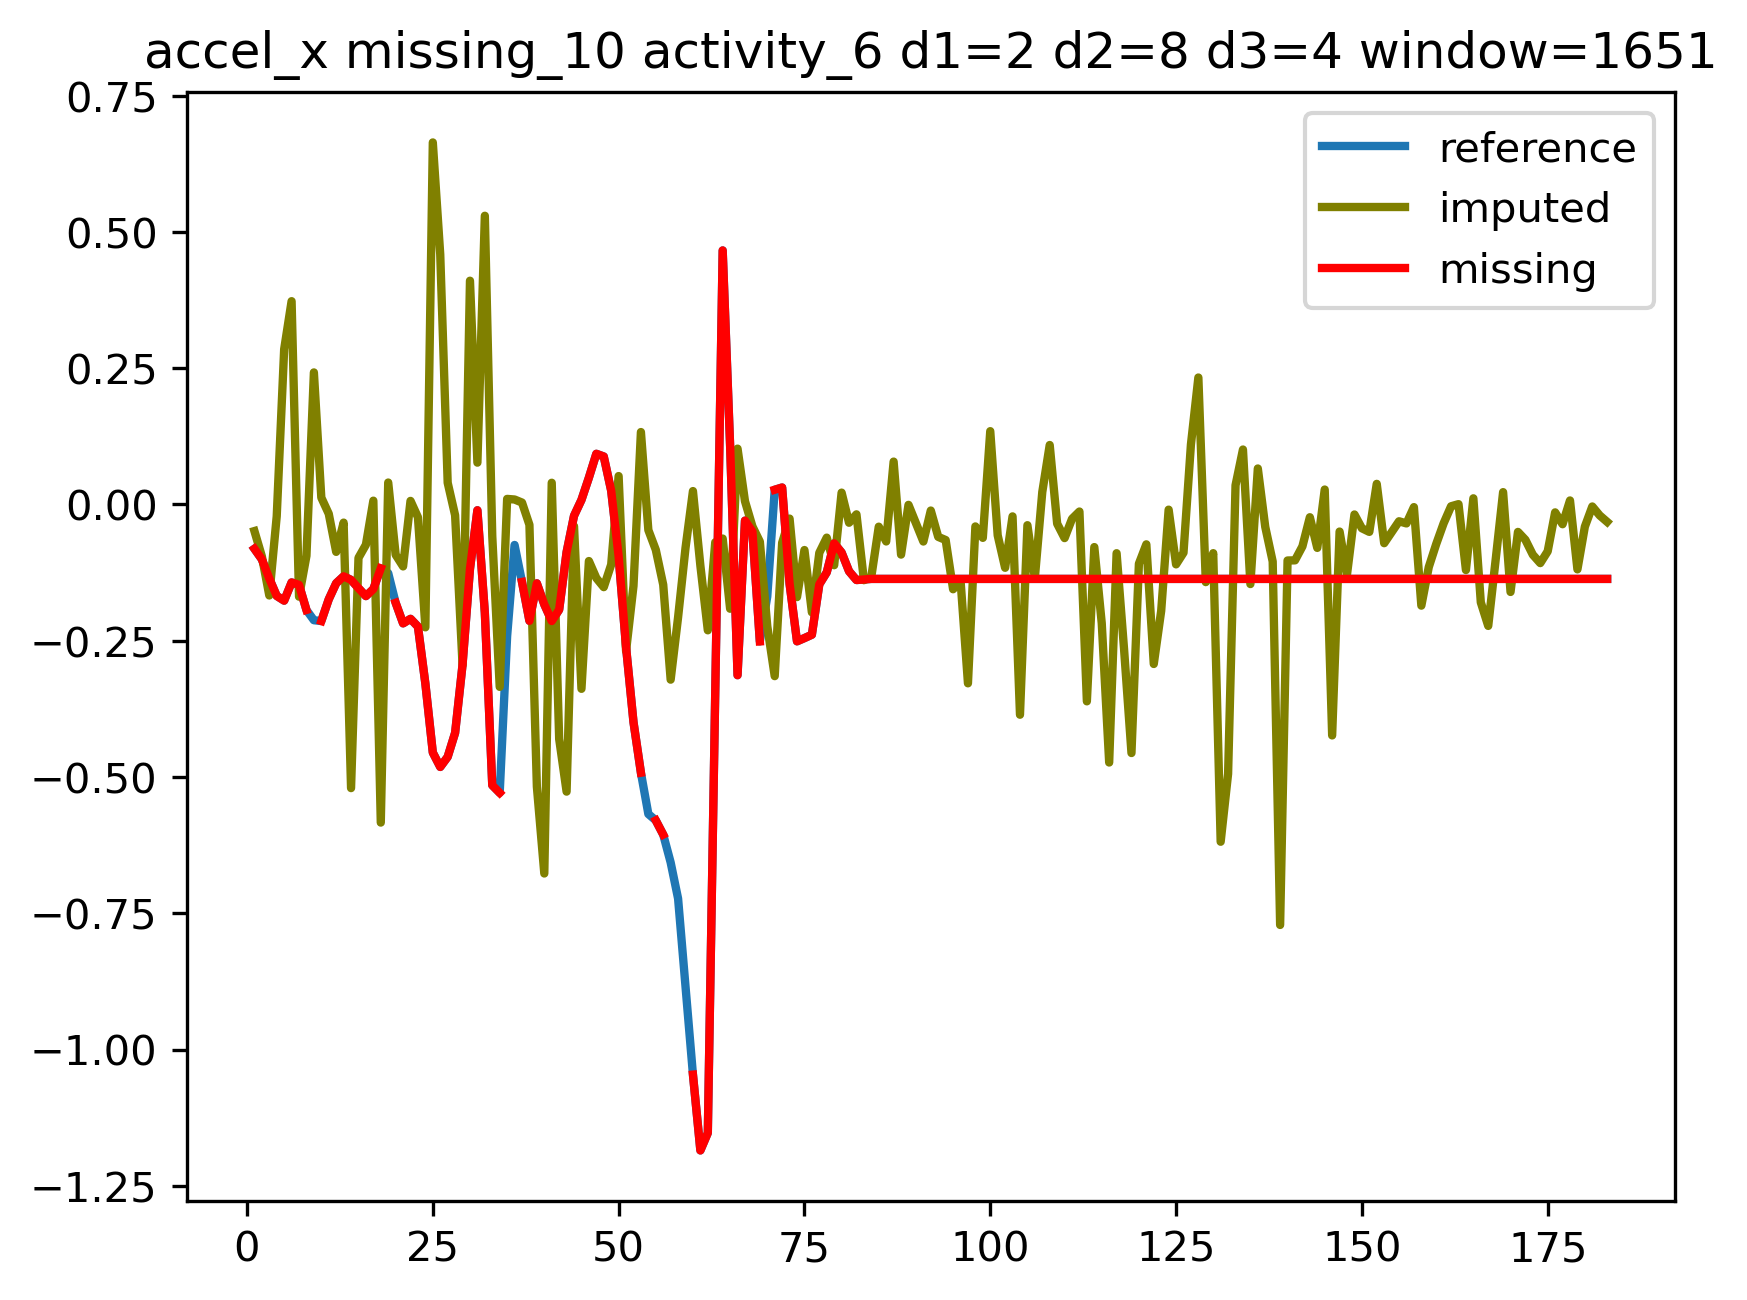 accel_x missing_10 activity_6 d1=2 d2=8 d3=4 window=1651
0.75
0.50
0.25
0.00
−0.25
−0.50
−0.75
−1.00
−1.25
reference
imputed
missing
0 25 50 75 100 125 150 175